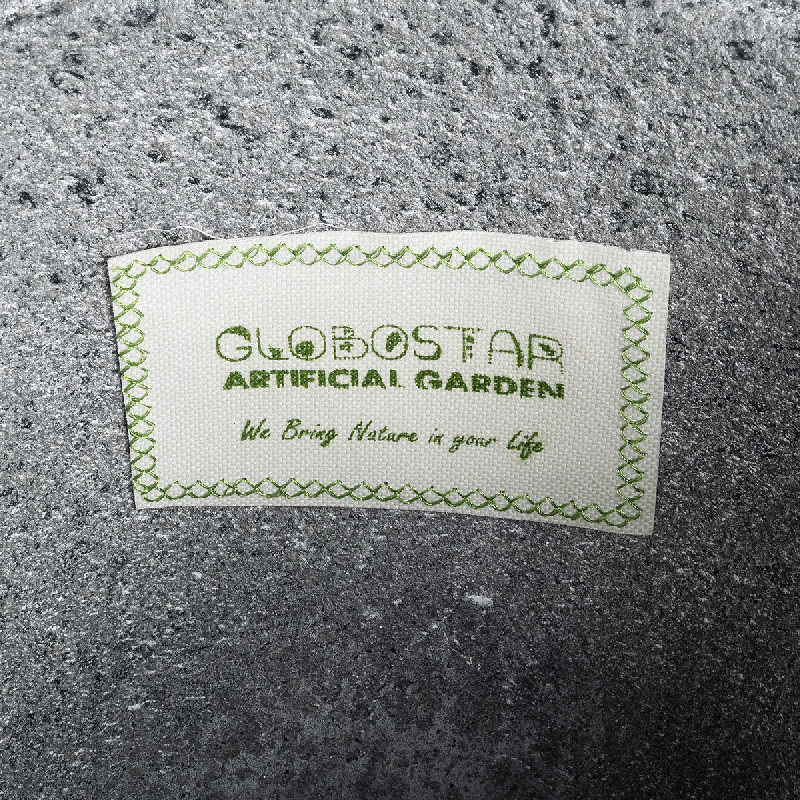 GLOBOSTAR
ARTIFICIAL GARDEN
We Bring Nature in your Life